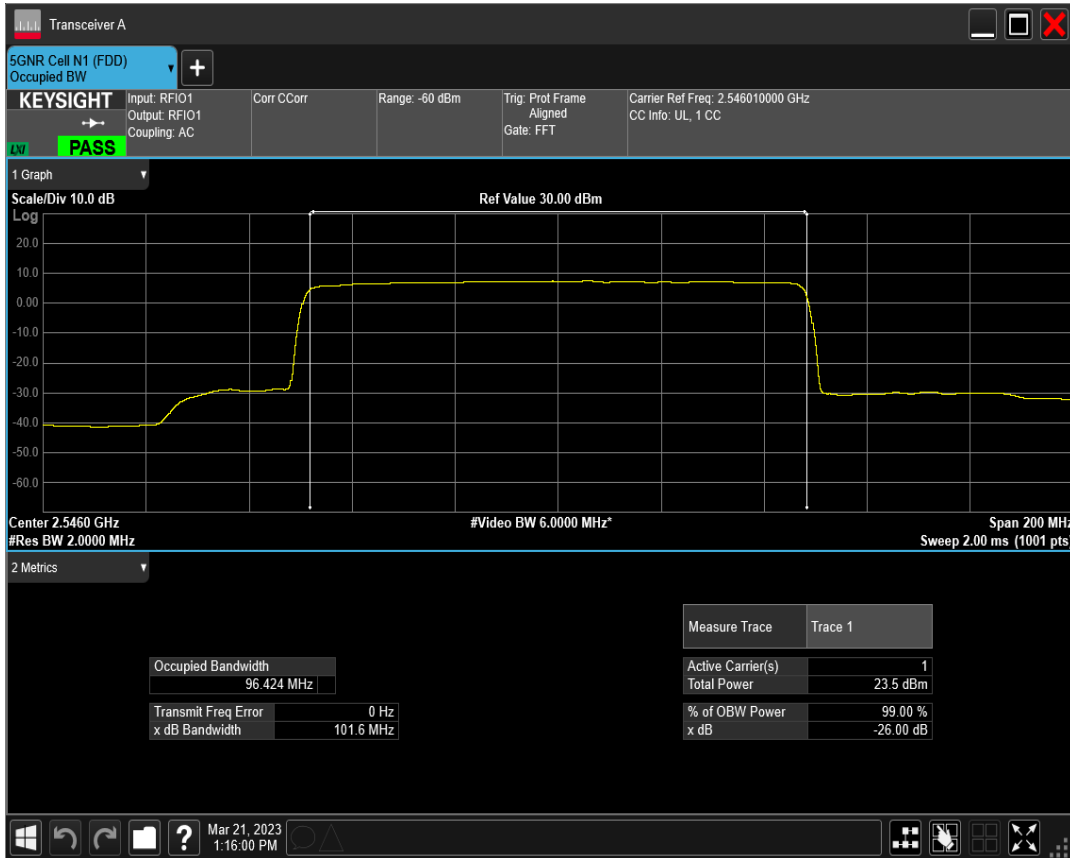 Transceiver A
5GNR Cell N1 (FDD)
Occupied BW
+
KEYSIGHT
LXI
PASS
Input: RFIO1
Output: RFIO1
Coupling: AC
Corr CCorr
Range: -60 dBm
Trig: Prot Frame
Aligned
Gate: FFT
Carrier Ref Freq: 2.546010000 GHz
CC Info: UL, 1 CC
1 Graph
Scale/Div 10.0 dB
Ref Value 30.00 dBm
Log
20.0
10.0
0.00
-10.0
-20.0
-30.0
-40.0
-50.0
-60.0
Center 2.5460 GHz
#Video BW 6.0000 MHz*
Span 200 MHz
#Res BW 2.0000 MHz
Sweep 2.00 ms (1001 pts)
2 Metrics
Measure Trace Trace 1
Occupied Bandwidth
96.424 MHz
Active Carrier(s) 1
Total Power 23.5 dBm
Transmit Freq Error 0 Hz
x dB Bandwidth 101.6 MHz
% of OBW Power 99.00 %
x dB -26.00 dB
?
Mar 21, 2023
1:16:00 PM